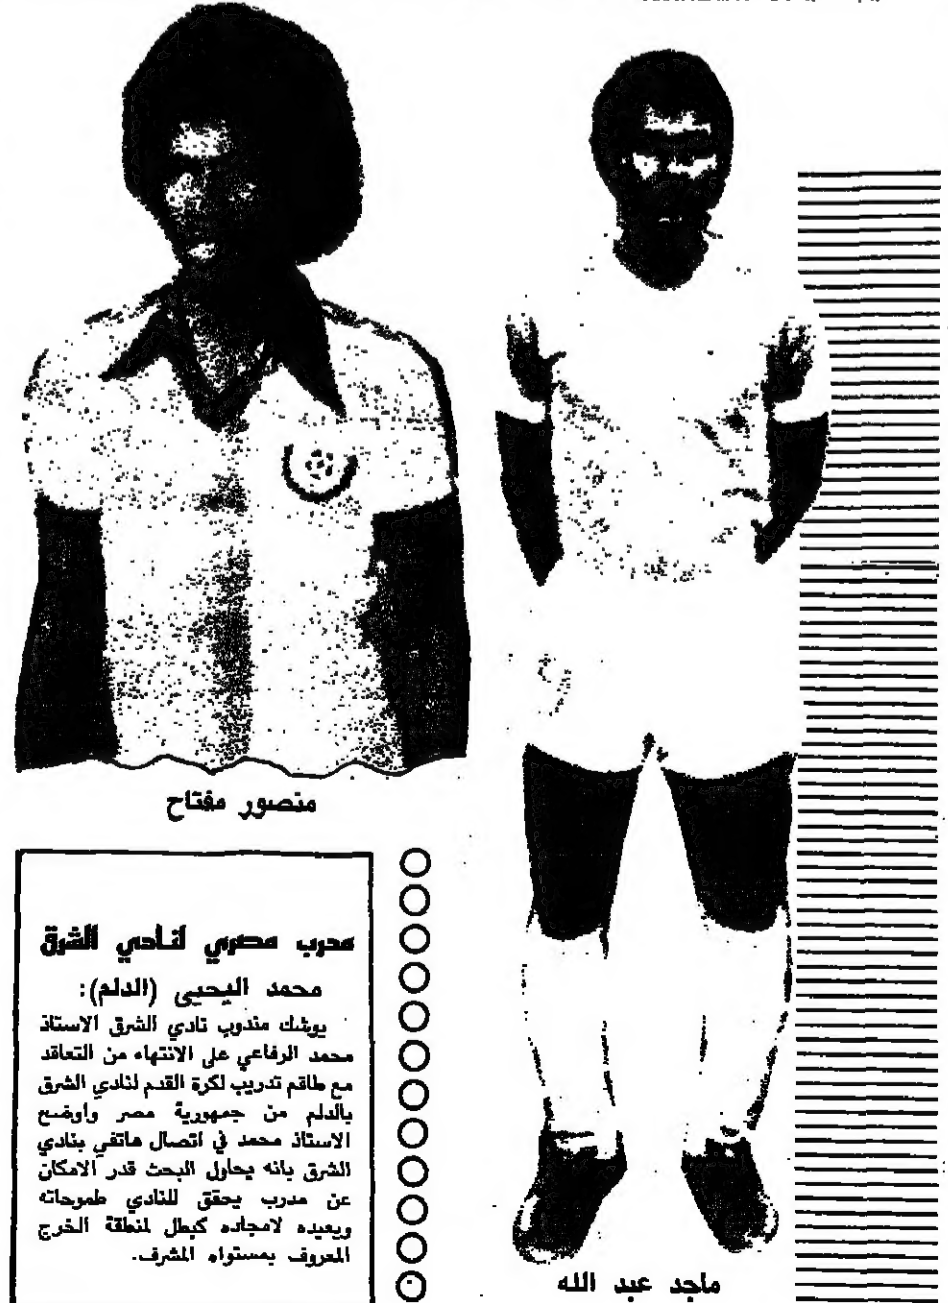 منصور مفتاح
مدرب مصري لنادي الشرق
محمد اليحيى (الدلم):
يوشك مندوب نادي الشرق الاستاذ
محمد الرفاعي على الانتهاء من التعاقد
مع طاقم تدريب لكرة القدم لنادي الشرق
بالدلم من جمهورية مصر واوضح
الاستاذ محمد في اتصال هاتفي بنادي
الشرق بانه يحاول البحث قدر الامكان
عن مدرب يحقق للنادي طموحاته
ويعيده لامجاده كبطل لمنطقة الخرج
المعروف بمستواه المشرف.
ماجد عبد الله